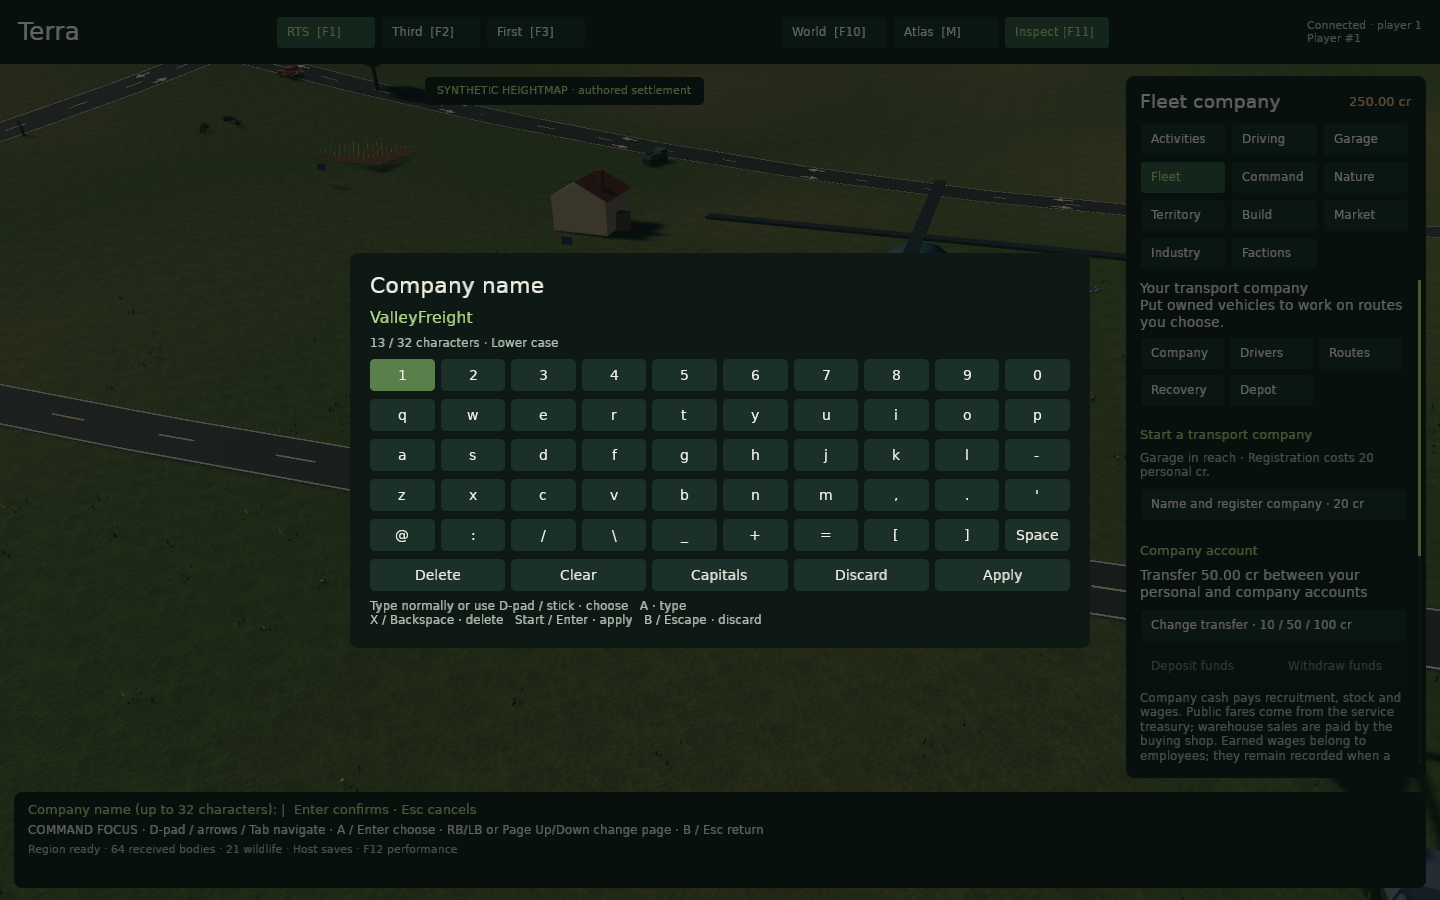 Terra
RTS [F1]
Third [F2]
First [F3]
World [F10]
Atlas [M]
Inspect [F11]
Connected · player 1
Player #1
SYNTHETIC HEIGHTMAP · authored settlement
Fleet company
250.00 cr
Activities
Driving
Garage
Fleet
Command
Nature
Territory
Build
Market
Industry
Factions
Your transport company
Put owned vehicles to work on routes
you choose.
Company
Drivers
Routes
Recovery
Depot
Start a transport company
Garage in reach · Registration costs 20
personal cr.
Name and register company · 20 cr
Company account
Transfer 50.00 cr between your
personal and company accounts
Change transfer · 10 / 50 / 100 cr
Deposit funds
Withdraw funds
Company cash pays recruitment, stock and
wages. Public fares come from the service
treasury; warehouse sales are paid by the
buying shop. Earned wages belong to
employees; they remain recorded when a
Company name
ValleyFreight
13 / 32 characters · Lower case
1 2 3 4 5 6 7 8 9 0
q w e r t y u i o p
a s d f g h j k l -
z x c v b n m , . '
@ : / \ _ + = [ ] Space
Delete Clear Capitals Discard Apply
Type normally or use D-pad / stick · choose A · type
X / Backspace · delete Start / Enter · apply B / Escape · discard
Company name (up to 32 characters): | Enter confirms · Esc cancels
COMMAND FOCUS · D-pad / arrows / Tab navigate · A / Enter choose · RB/LB or Page Up/Down change page · B / Esc return
Region ready · 64 received bodies · 21 wildlife · Host saves · F12 performance